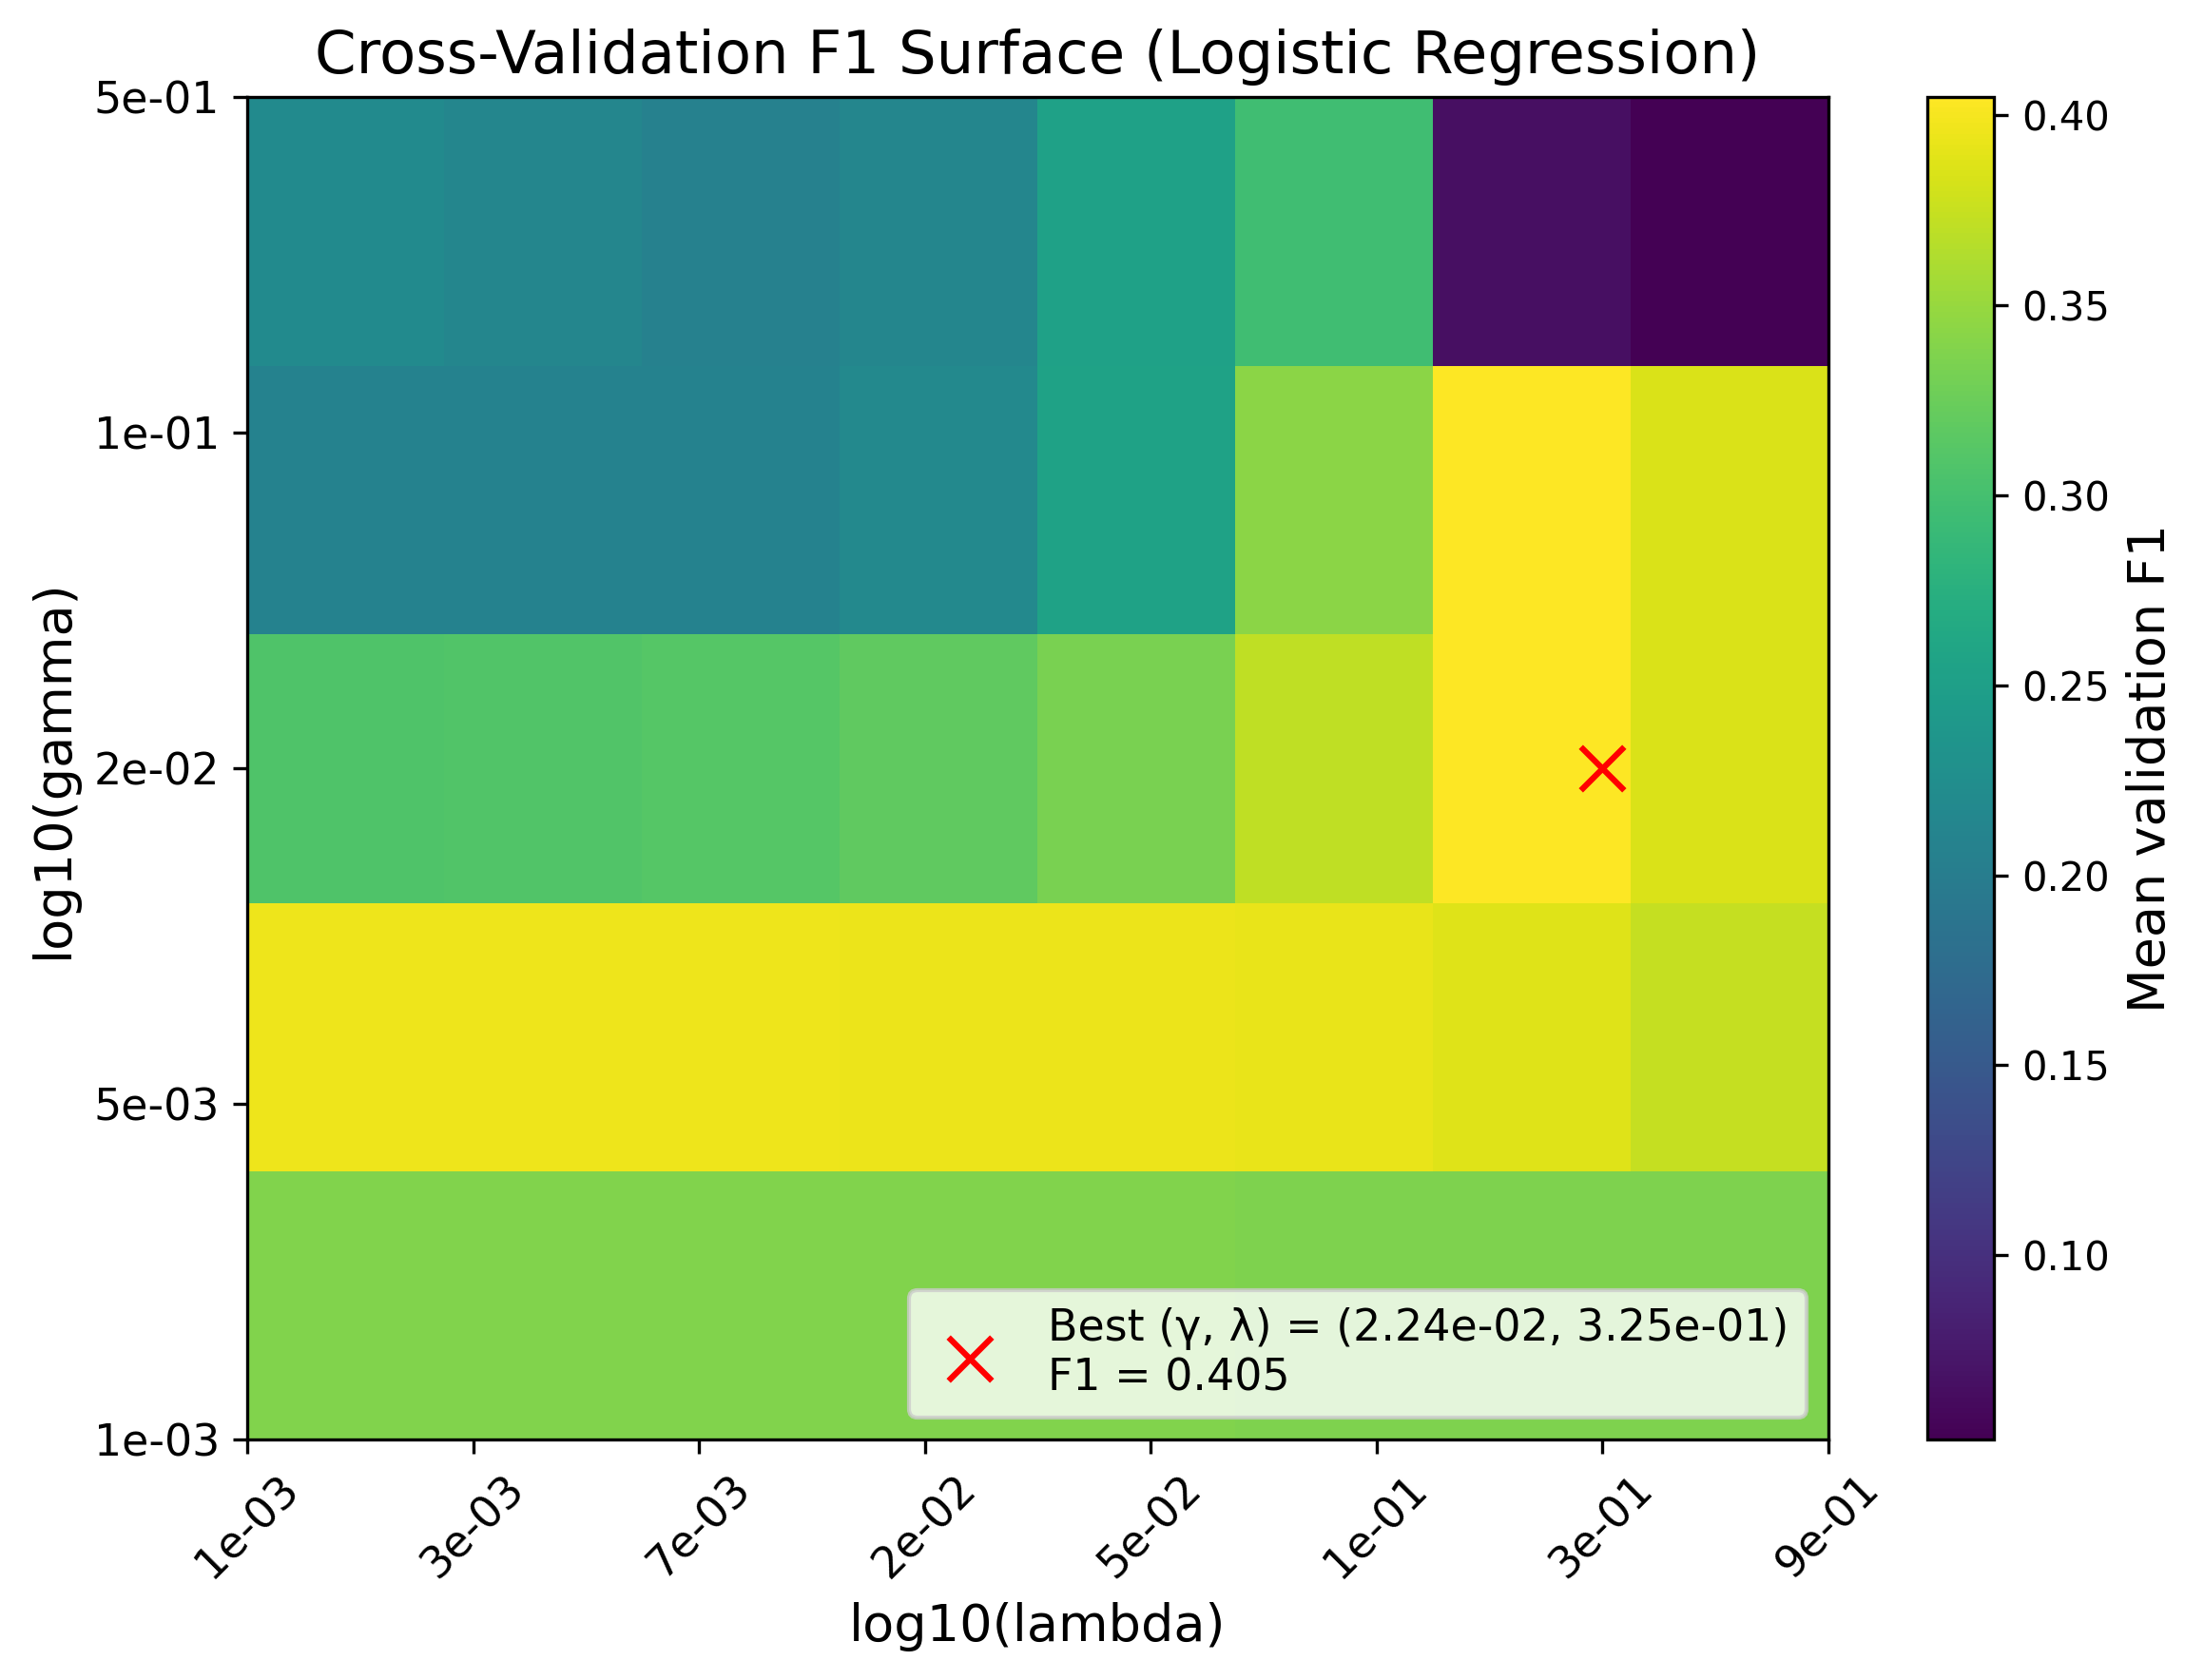 Cross-Validation F1 Surface (Logistic Regression)
5e-01
1e-01
2e-02
5e-03
1e-03
log10(gamma)
1e-03
3e-03
7e-03
2e-02
5e-02
1e-01
3e-01
9e-01
log10(lambda)
Best (γ, λ) = (2.24e-02, 3.25e-01)
F1 = 0.405
0.40
0.35
0.30
0.25
0.20
0.15
0.10
Mean validation F1